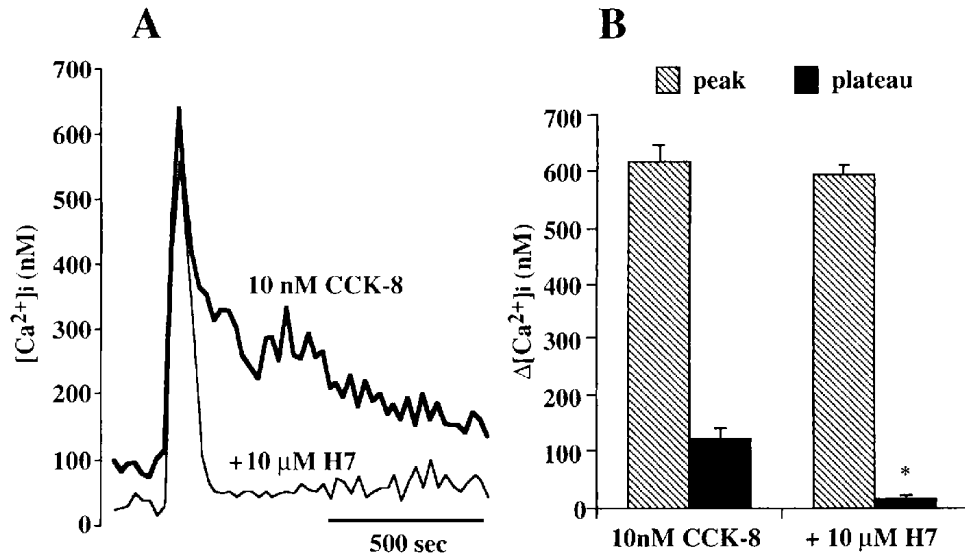 A
[Ca2+]i (nM)
700
600
500
400
300
200
100
0
10 nM CCK-8
+10 μM H7
500 sec
B
peak
plateau
Δ[Ca2+]i (nM)
700
600
500
400
300
200
100
0
*
10nM CCK-8
+ 10 μM H7